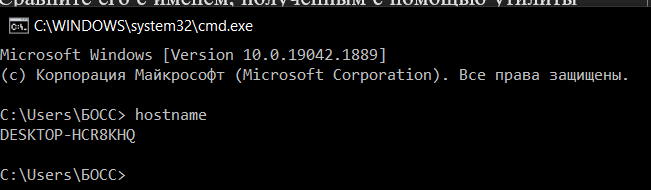 Сравните его с именем, полученным с помощью утилиты
C:\WINDOWS\system32\cmd.exe
Microsoft Windows [Version 10.0.19042.1889]
(c) Корпорация Майкрософт (Microsoft Corporation). Все права защищены.
C:\Users\БОСС> hostname
DESKTOP-HCR8KHQ
C:\Users\БОСС>